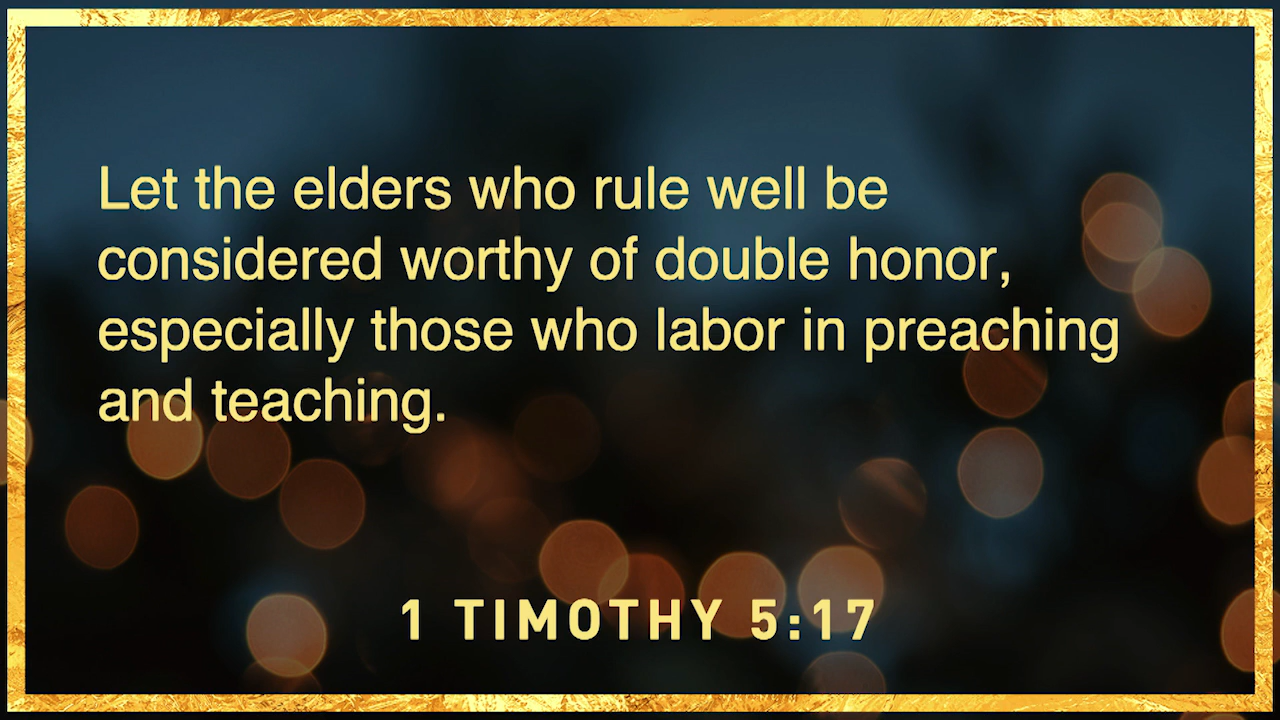 Let the elders who rule well be
considered worthy of double honor,
especially those who labor in preaching
and teaching.
1 TIMOTHY 5:17